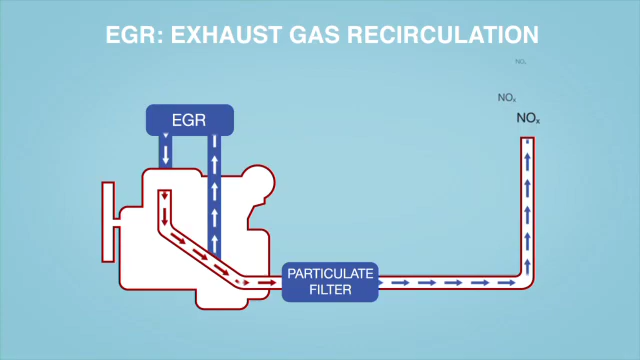 EGR: EXHAUST GAS RECIRCULATION
NOₓ
NOₓ
NOₓ
EGR
PARTICULATE
FILTER